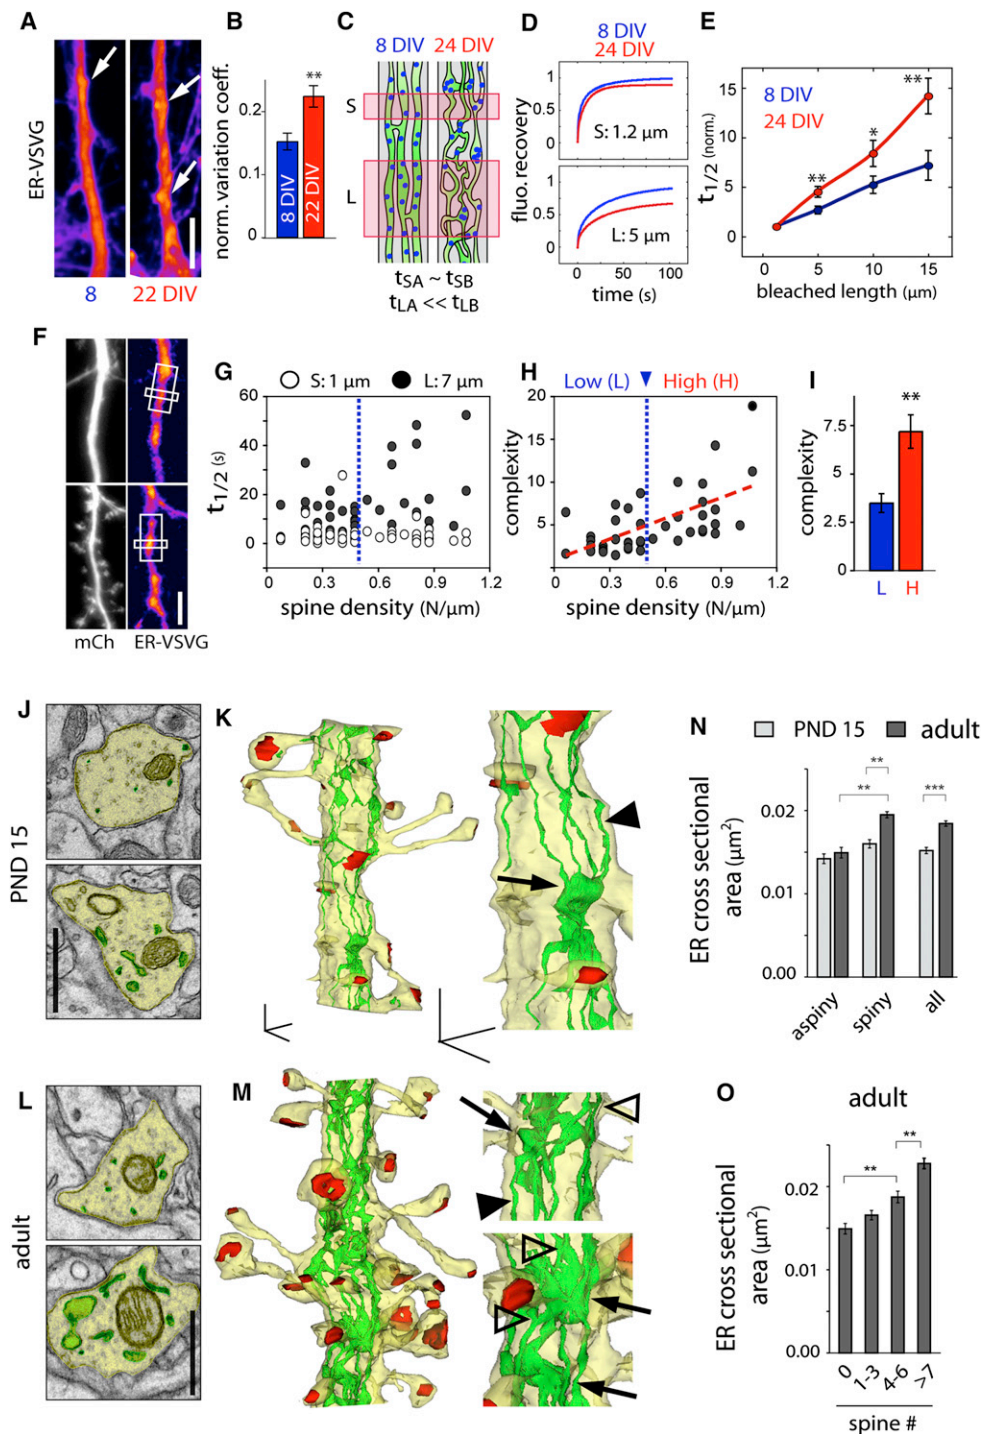 A
ER-VSVG
8
22 DIV
B
norm. variation coeff.
0.2
0.1
0
**
8 DIV
22 DIV
C
8 DIV
24 DIV
S
L
tSA ~ tSB
tLA << tLB
D
8 DIV
24 DIV
fluo. recovery
1
0.5
0
S: 1.2 μm
1
0.5
0
L: 5 μm
0
50
100
time (s)
E
8 DIV
24 DIV
t1/2 (norm.)
15
10
5
0
**
*
**
0
5
10
15
bleached length (μm)
F
mCh
ER-VSVG
G
S: 1 μm
L: 7 μm
t1/2 (s)
60
40
20
0
0
0.3
0.6
0.9
1.2
spine density (N/μm)
H
Low (L)
High (H)
complexity
20
15
10
5
0
0.3
0.6
0.9
1.2
spine density (N/μm)
I
complexity
7.5
5
2.5
0
**
L
H
J
PND 15
K
L
adult
M
N
PND 15
adult
ER cross sectional
area (μm²)
0.02
0.01
0.00
**
**
***
aspiny
spiny
all
O
adult
ER cross sectional
area (μm²)
0.02
0.01
0.00
**
**
0
1-3
4-6
>7
spine #